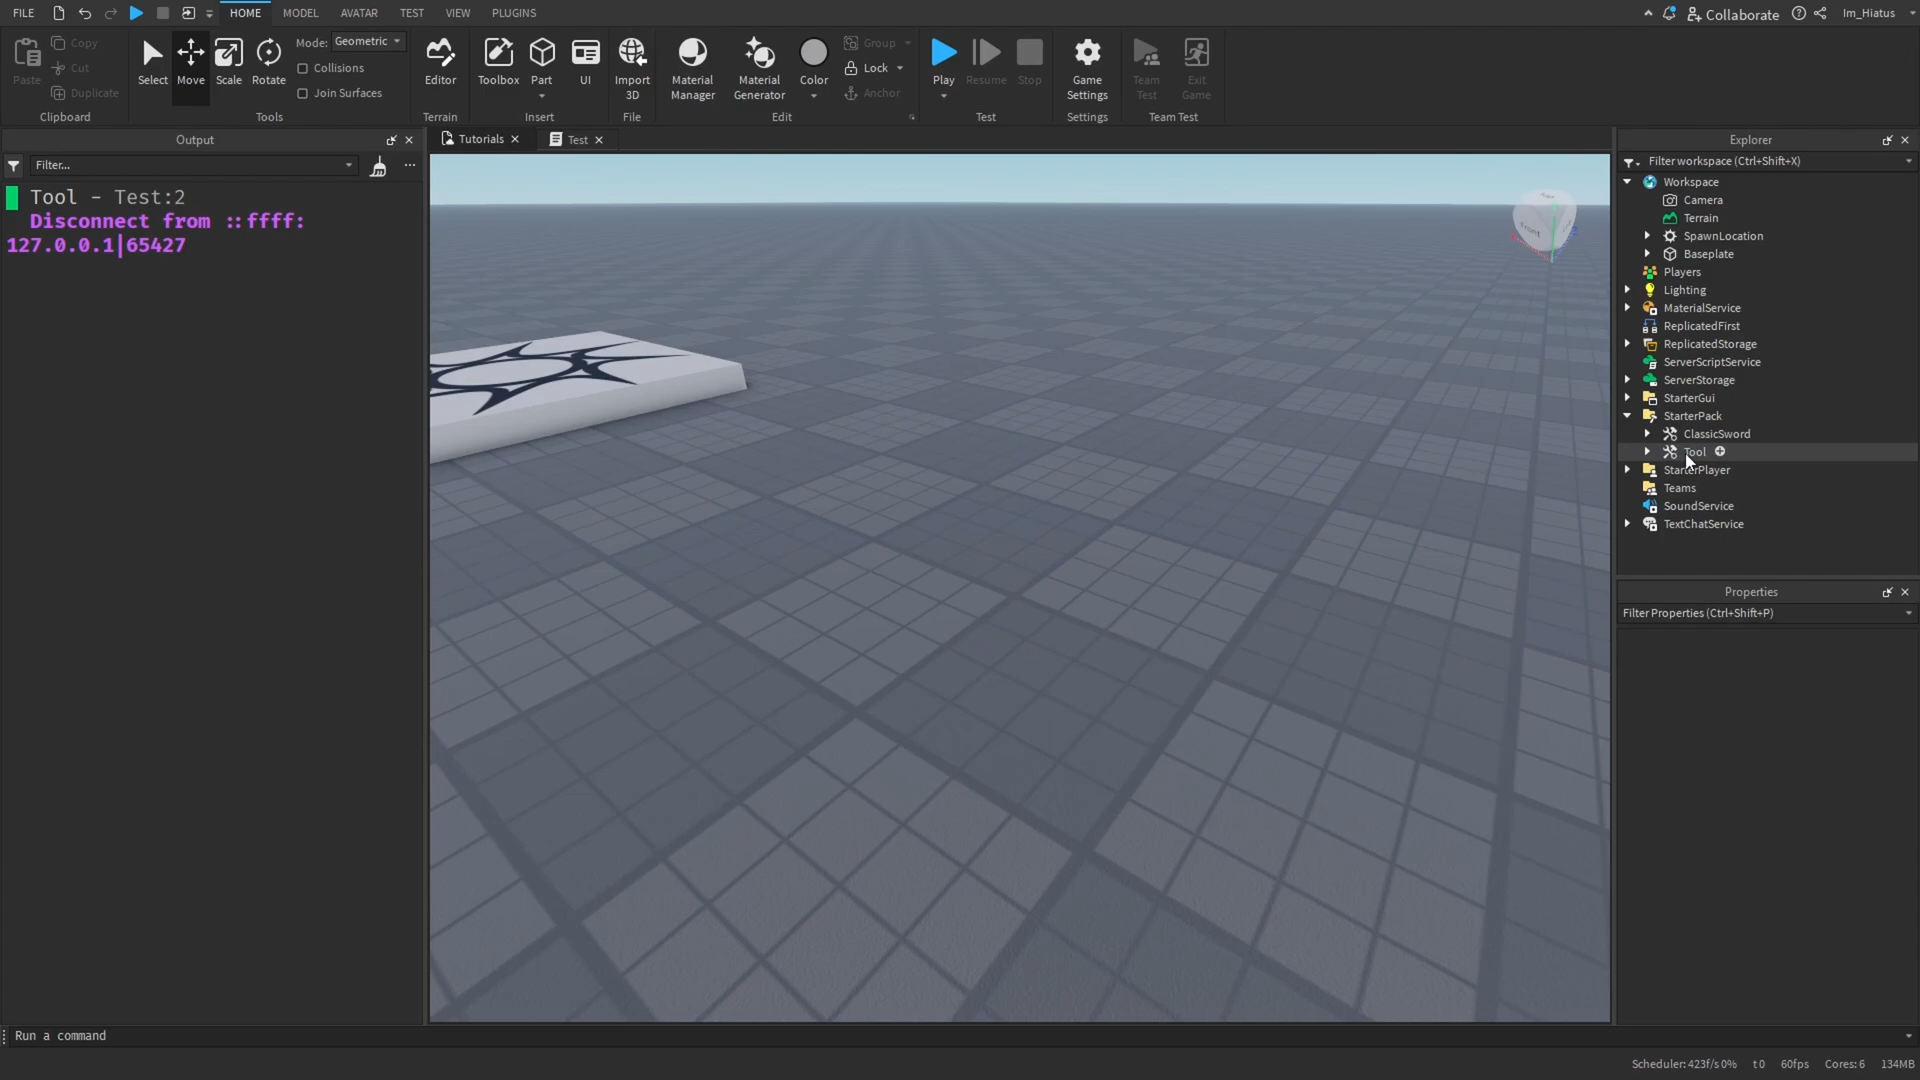 FILE HOME MODEL AVATAR TEST VIEW PLUGINS Collaborate Im_Hiatus
Paste
Copy
Cut
Duplicate
Clipboard
Select
Move
Scale
Rotate
Mode: Geometric
Collisions
Join Surfaces
Tools
Editor
Terrain
Toolbox
Part
UI
Insert
Import
3D
File
Material
Manager
Material
Generator
Color
Group
Lock
Anchor
Edit
Play
Resume
Stop
Test
Game
Settings
Settings
Team
Test
Exit
Game
Team Test
Output
Filter...
Tool - Test:2
Disconnect from ::ffff:
127.0.0.1|65427
Tutorials
Test
Front
Explorer
Filter workspace (Ctrl+Shift+X)
Workspace
Camera
Terrain
SpawnLocation
Baseplate
Players
Lighting
MaterialService
ReplicatedFirst
ReplicatedStorage
ServerScriptService
ServerStorage
StarterGui
StarterPack
ClassicSword
Tool
StarterPlayer
Teams
SoundService
TextChatService
Properties
Filter Properties (Ctrl+Shift+P)
Run a command
Scheduler: 423f/s 0% t 0 60fps Cores: 6 134MB